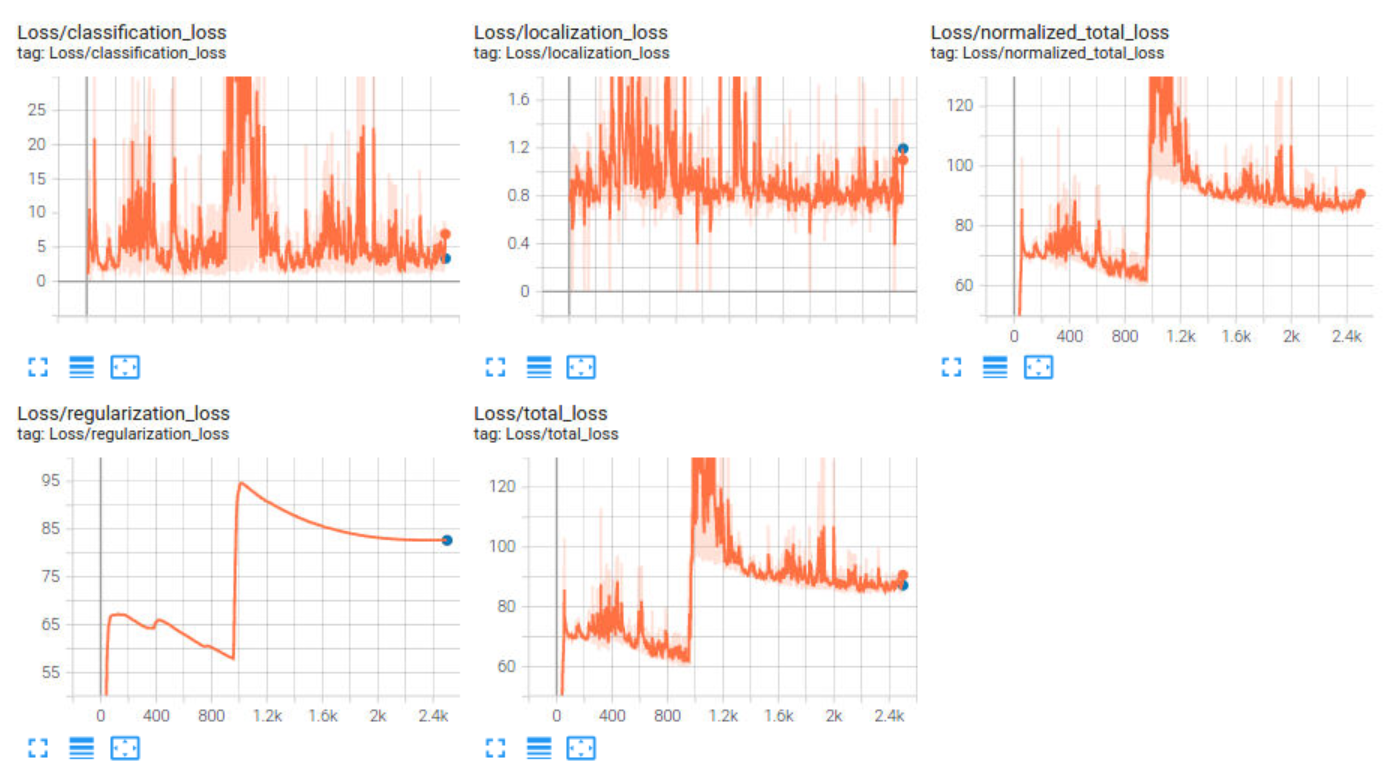 Loss/classification_loss
tag: Loss/classification_loss
25
20
15
10
5
0
Loss/localization_loss
tag: Loss/localization_loss
1.6
1.2
0.8
0.4
0
Loss/normalized_total_loss
tag: Loss/normalized_total_loss
120
100
80
60
0 400 800 1.2k 1.6k 2k 2.4k
Loss/regularization_loss
tag: Loss/regularization_loss
95
85
75
65
55
0 400 800 1.2k 1.6k 2k 2.4k
Loss/total_loss
tag: Loss/total_loss
120
100
80
60
0 400 800 1.2k 1.6k 2k 2.4k